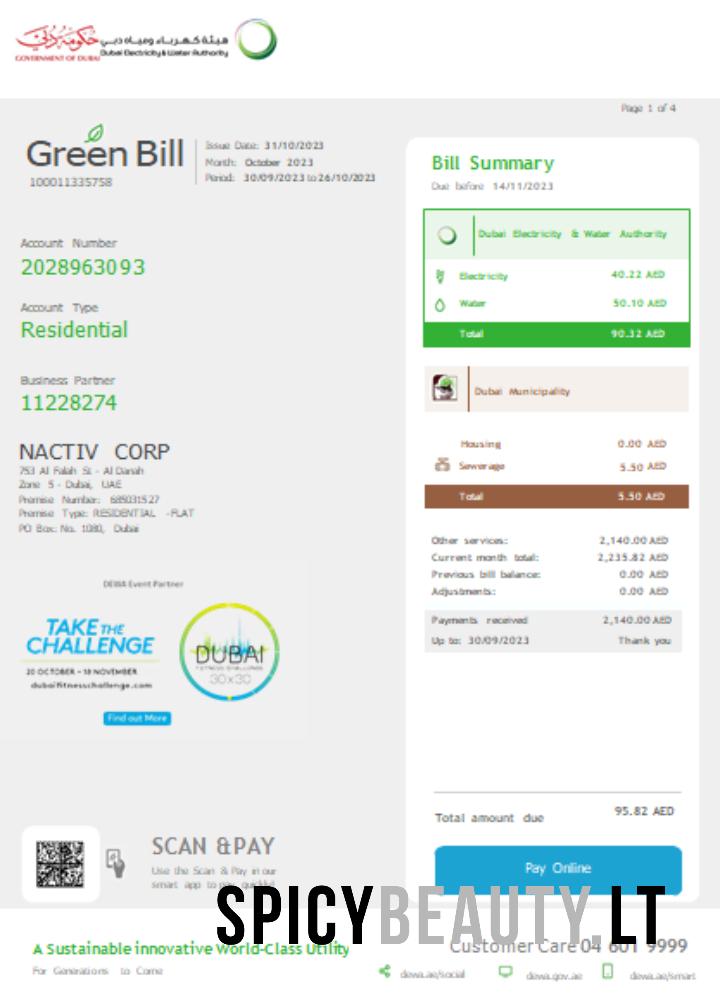 حكومة دبي
GOVERNMENT OF DUBAI
هيئة كهرباء ومياه دبي
Dubai Electricity & Water Authority
Page 1 of 4
Green Bill
100011335758
Issue Date: 31/10/2023
Month: October 2023
Period: 30/09/2023 to 26/10/2023
Account Number
2028963093
Account Type
Residential
Business Partner
11228274
NACTIV CORP
753 Al Falah St - Al Danah
Zone 5 - Dubai, UAE
Premise Number: 685031527
Premise Type: RESIDENTIAL -FLAT
PO Box: No. 1080, Dubai
DEWA Event Partner
TAKE THE
CHALLENGE
20 OCTOBER - 18 NOVEMBER
dubaifitnesschallenge.com
DUBAI
FITNESS CHALLENGE
30x30
Find out More
SCAN & PAY
Use the Scan & Pay in our
smart app to pay quickly!
Bill Summary
Due before 14/11/2023
Dubai Electricity & Water Authority
Electricity 40.22 AED
Water 50.10 AED
Total 90.32 AED
Dubai Municipality
Housing 0.00 AED
Sewerage 5.50 AED
Total 5.50 AED
Other services: 2,140.00 AED
Current month total: 2,235.82 AED
Previous bill balance: 0.00 AED
Adjustments: 0.00 AED
Payments received 2,140.00 AED
Up to: 30/09/2023 Thank you
Total amount due 95.82 AED
Pay Online
SPICYBEAUTY.LT
A Sustainable innovative World-Class Utility
For Generations to Come
Customer Care 04 601 9999
dewa.ae/social
dewa.gov.ae
dewa.ae/smart